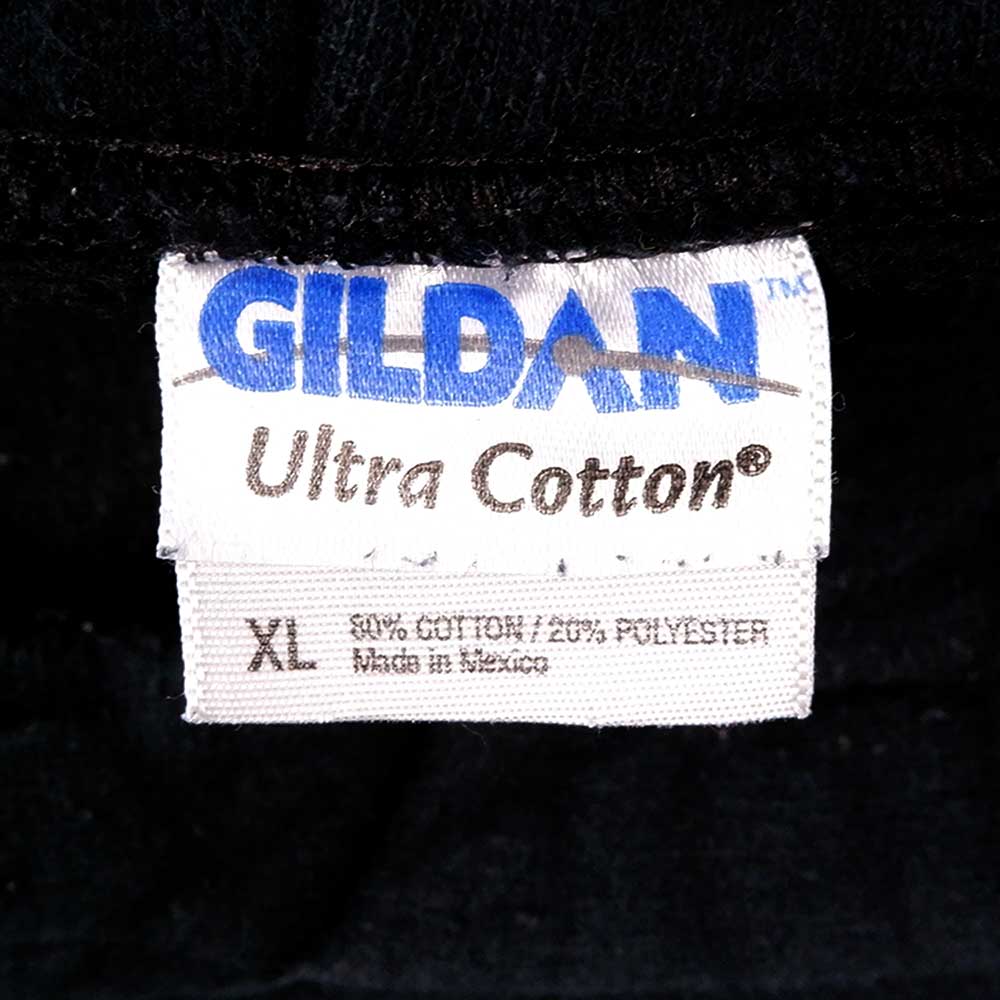 GILDAN™
Ultra Cotton®
XL
80% COTTON / 20% POLYESTER
Made in Mexico